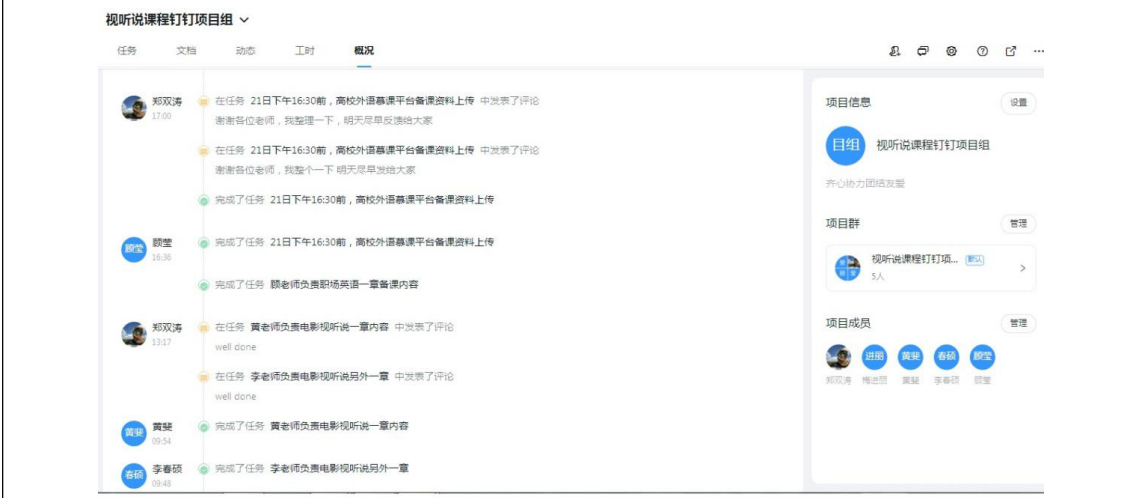 视听说课程钉钉项目组
任务 文档 动态 工时 概况
郑双涛
17:00
在任务 21日下午16:30前，高校外语慕课平台备课资料上传 中发表了评论
谢谢各位老师，我整理一下，明天尽早反馈给大家
在任务 21日下午16:30前，高校外语慕课平台备课资料上传 中发表了评论
谢谢各位老师，我整个一下 明天尽早发给大家
完成了任务 21日下午16:30前，高校外语慕课平台备课资料上传
顾莹
顾莹
16:36
完成了任务 21日下午16:30前，高校外语慕课平台备课资料上传
完成了任务 顾老师负责职场英语一章备课内容
郑双涛
13:17
在任务 黄老师负责电影视听说一章内容 中发表了评论
well done
在任务 李老师负责电影视听说另外一章 中发表了评论
well done
黄斐
黄斐
09:54
完成了任务 黄老师负责电影视听说一章内容
春硕
李春硕
09:48
完成了任务 李老师负责电影视听说另外一章
项目信息
设置
目组
视听说课程钉钉项目组
齐心协力团结友爱
项目群
管理
视听说课程钉钉项... 默认
5人
项目成员
管理
进丽 黄斐 春硕 顾莹
郑双涛 梅进丽 黄斐 李春硕 顾莹